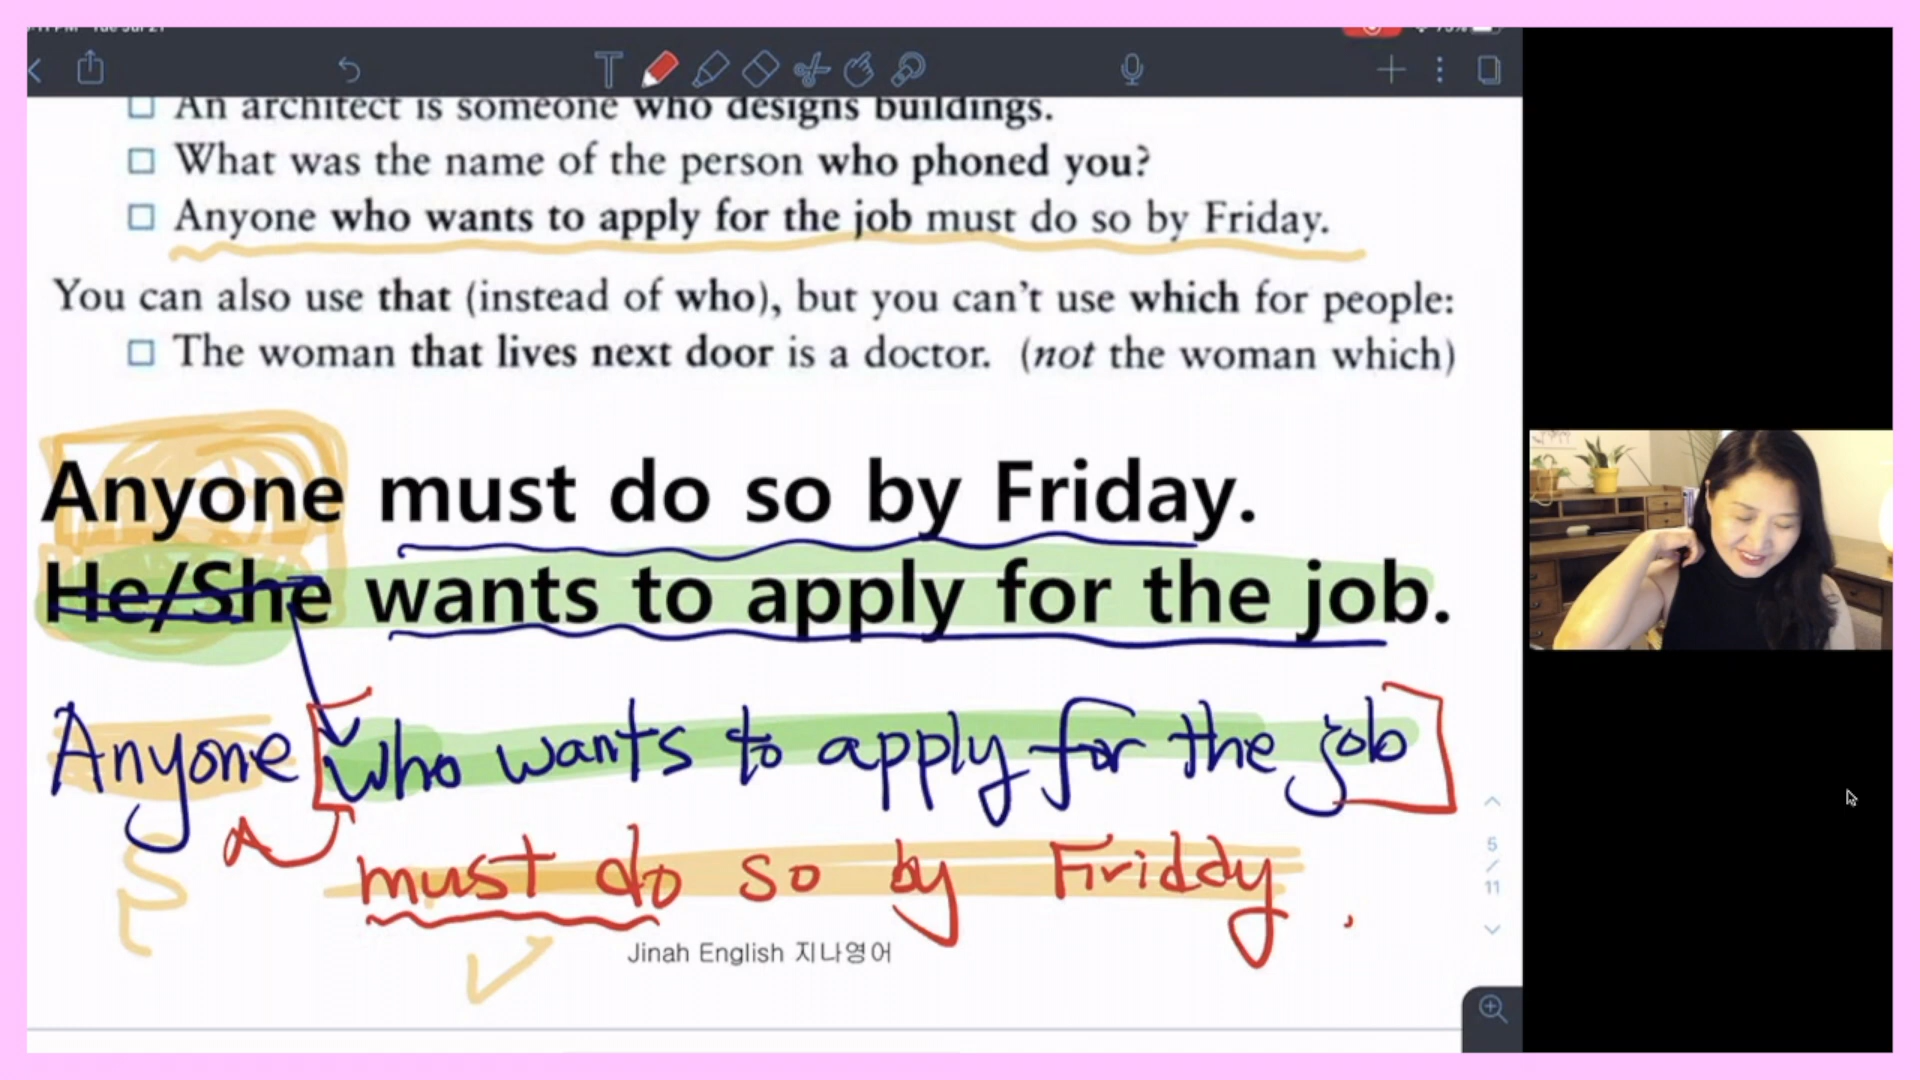 An architect is someone who designs buildings.
What was the name of the person who phoned you?
Anyone who wants to apply for the job must do so by Friday.
You can also use that (instead of who), but you can't use which for people:
The woman that lives next door is a doctor. (not the woman which)
Anyone must do so by Friday.
He/She wants to apply for the job.
Anyone who wants to apply for the job
must do so by Friday.
S
V
Jinah English 지나영어
5
/
11